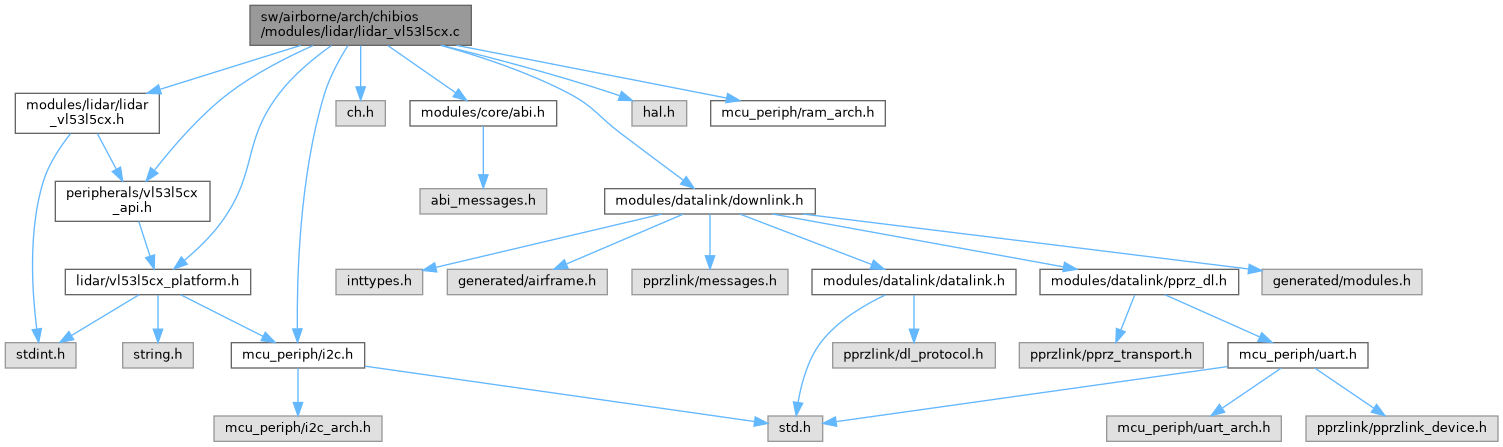 sw/airborne/arch/chibios
/modules/lidar/lidar_vl53l5cx.c
modules/lidar/lidar
_vl53l5cx.h
ch.h
modules/core/abi.h
hal.h
mcu_periph/ram_arch.h
peripherals/vl53l5cx
_api.h
abi_messages.h
modules/datalink/downlink.h
lidar/vl53l5cx_platform.h
inttypes.h
generated/airframe.h
pprzlink/messages.h
modules/datalink/datalink.h
modules/datalink/pprz_dl.h
generated/modules.h
stdint.h
string.h
mcu_periph/i2c.h
pprzlink/dl_protocol.h
pprzlink/pprz_transport.h
mcu_periph/uart.h
mcu_periph/i2c_arch.h
std.h
mcu_periph/uart_arch.h
pprzlink/pprzlink_device.h